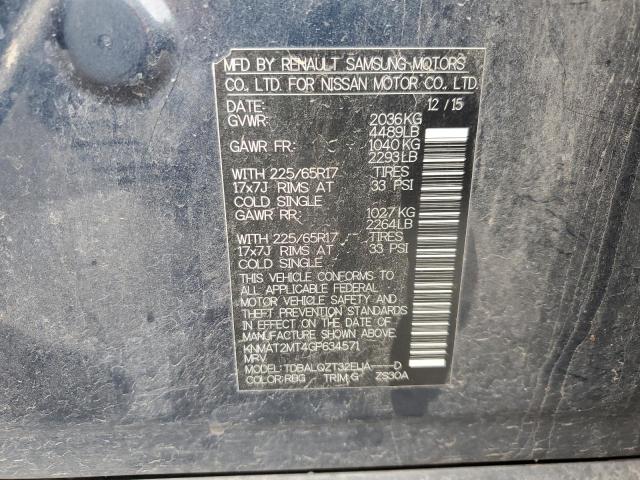 MFD BY RENAULT SAMSUNG MOTORS
CO., LTD. FOR NISSAN MOTOR CO., LTD.
DATE: 12/15
GVWR: 2036KG
4489LB
GAWR FR: 1040KG
2293LB
WITH 225/65R17 TIRES
17x7J RIMS AT 33 PSI
COLD SINGLE
GAWR RR: 1027KG
2264LB
WITH 225/65R17 TIRES
17x7J RIMS AT 33 PSI
COLD SINGLE
THIS VEHICLE CONFORMS TO
ALL APPLICABLE FEDERAL
MOTOR VEHICLE SAFETY AND
THEFT PREVENTION STANDARDS
IN EFFECT ON THE DATE OF
MANUFACTURE SHOWN ABOVE.
KNMAT2MT4GP634571
MRV
MODEL: TDBALQZT32EUA----D
COLOR:RBG TRIM:G ZS30A